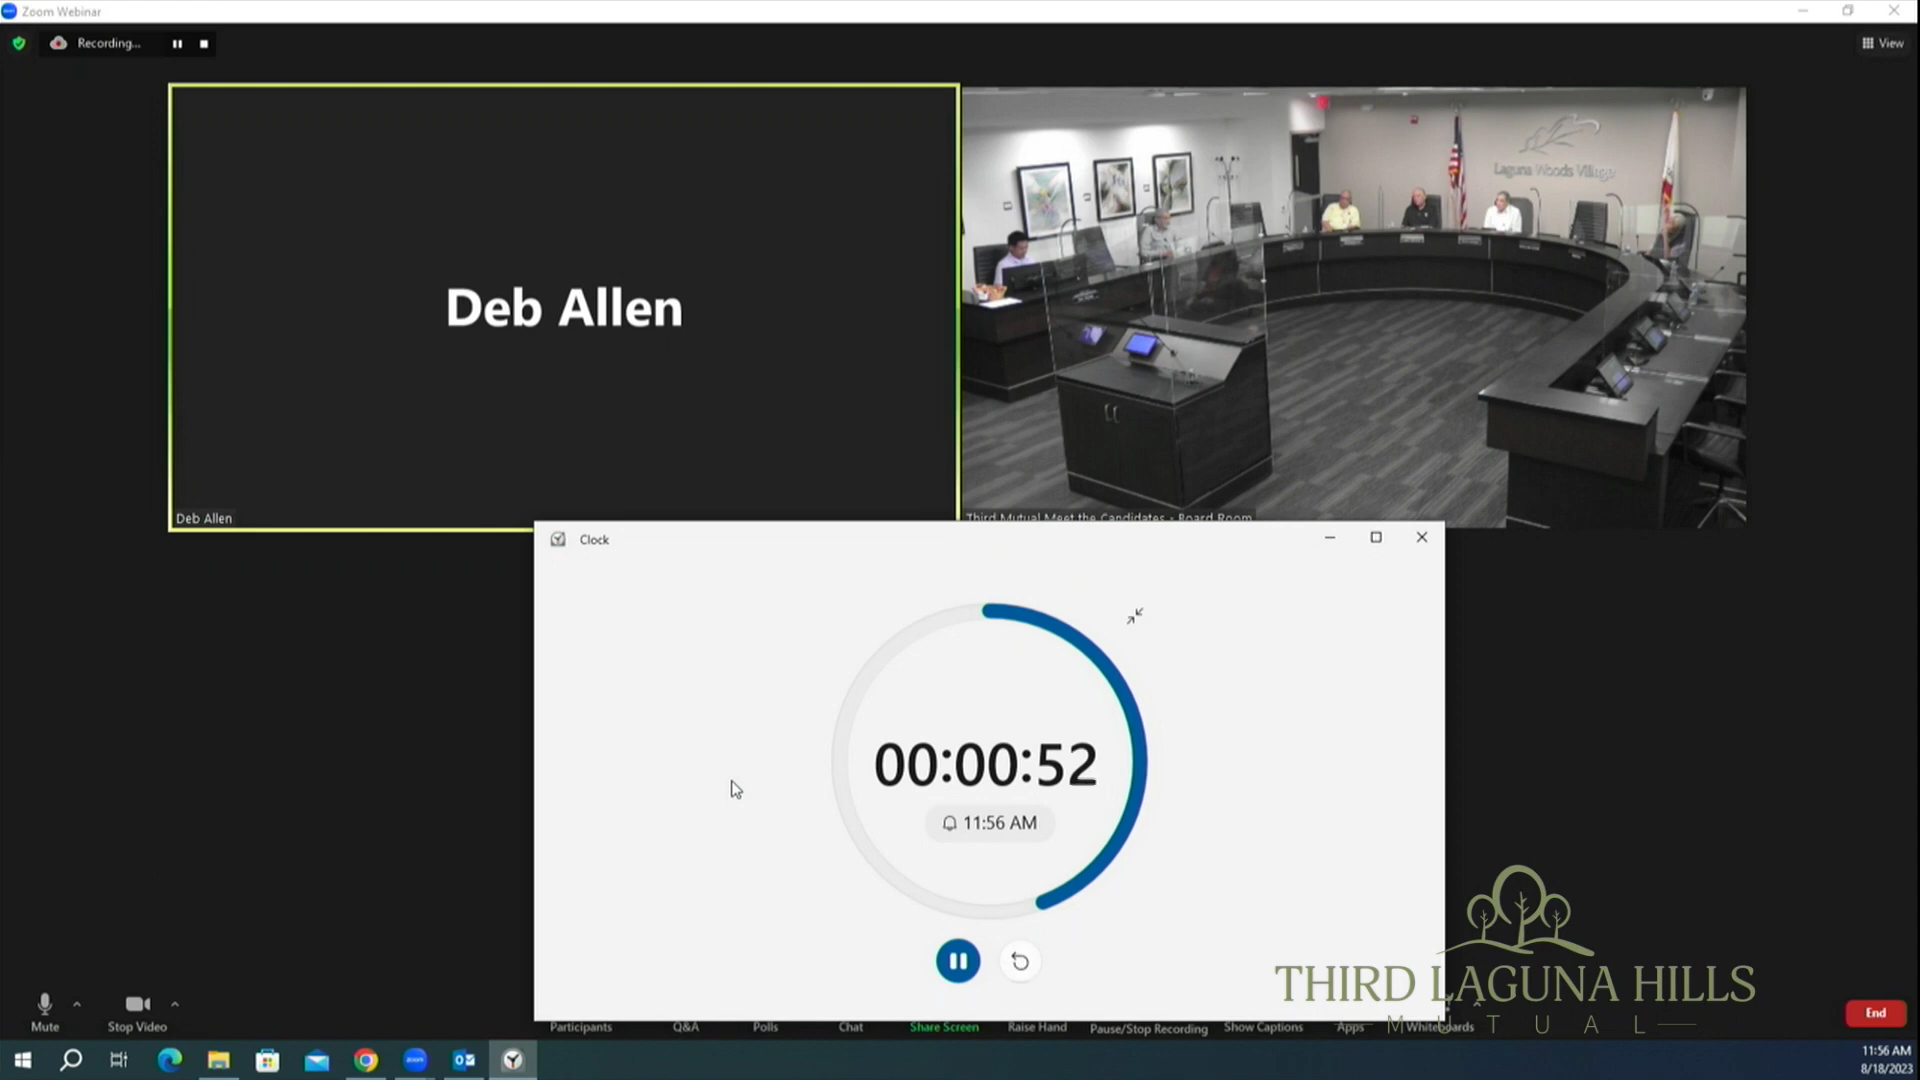 Zoom Webinar
Recording...
View
Deb Allen
Laguna Woods Village
Deb Allen
Third Mutual Meet the Candidates - Board Room
Clock
00:00:52
11:56 AM
THIRD LAGUNA HILLS
MUTUAL
Mute
Stop Video
Participants
Q&A
Polls
Chat
Share Screen
Raise Hand
Pause/Stop Recording
Show Captions
Apps
Whiteboards
End
zoom
11:56 AM
8/18/2023